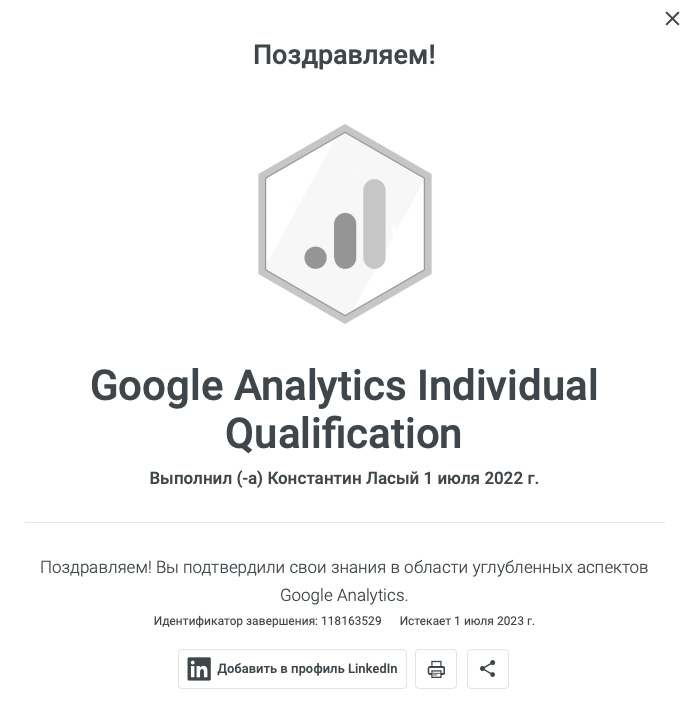 Поздравляем!
Google Analytics Individual
Qualification
Выполнил (-а) Константин Ласый 1 июля 2022 г.
Поздравляем! Вы подтвердили свои знания в области углубленных аспектов
Google Analytics.
Идентификатор завершения: 118163529 Истекает 1 июля 2023 г.
in Добавить в профиль LinkedIn